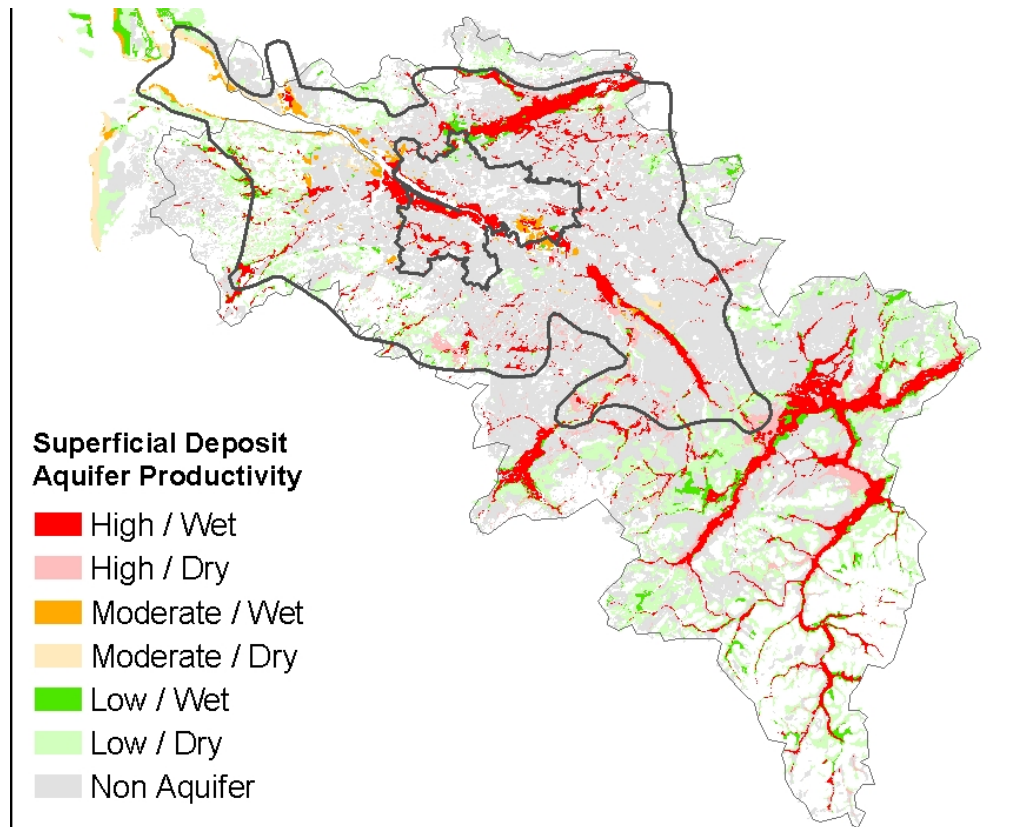 Superficial Deposit
Aquifer Productivity
High / Wet
High / Dry
Moderate / Wet
Moderate / Dry
Low / Wet
Low / Dry
Non Aquifer